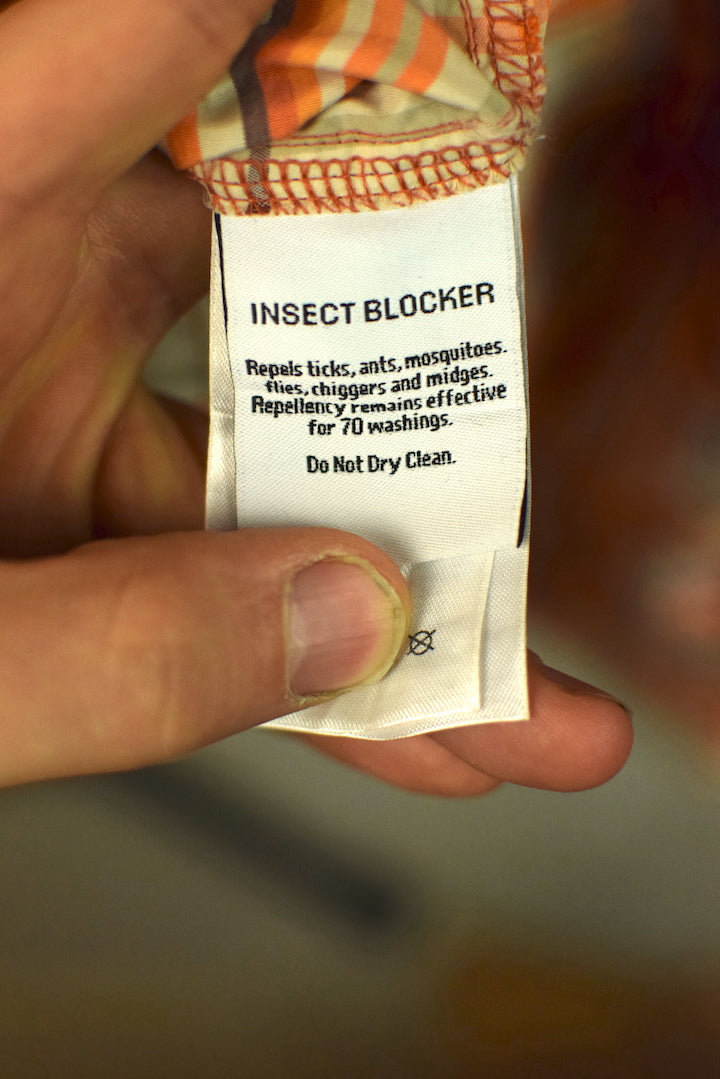 INSECT BLOCKER
Repels ticks, ants, mosquitoes.
flies, chiggers and midges.
Repellency remains effective
for 70 washings.
Do Not Dry Clean.